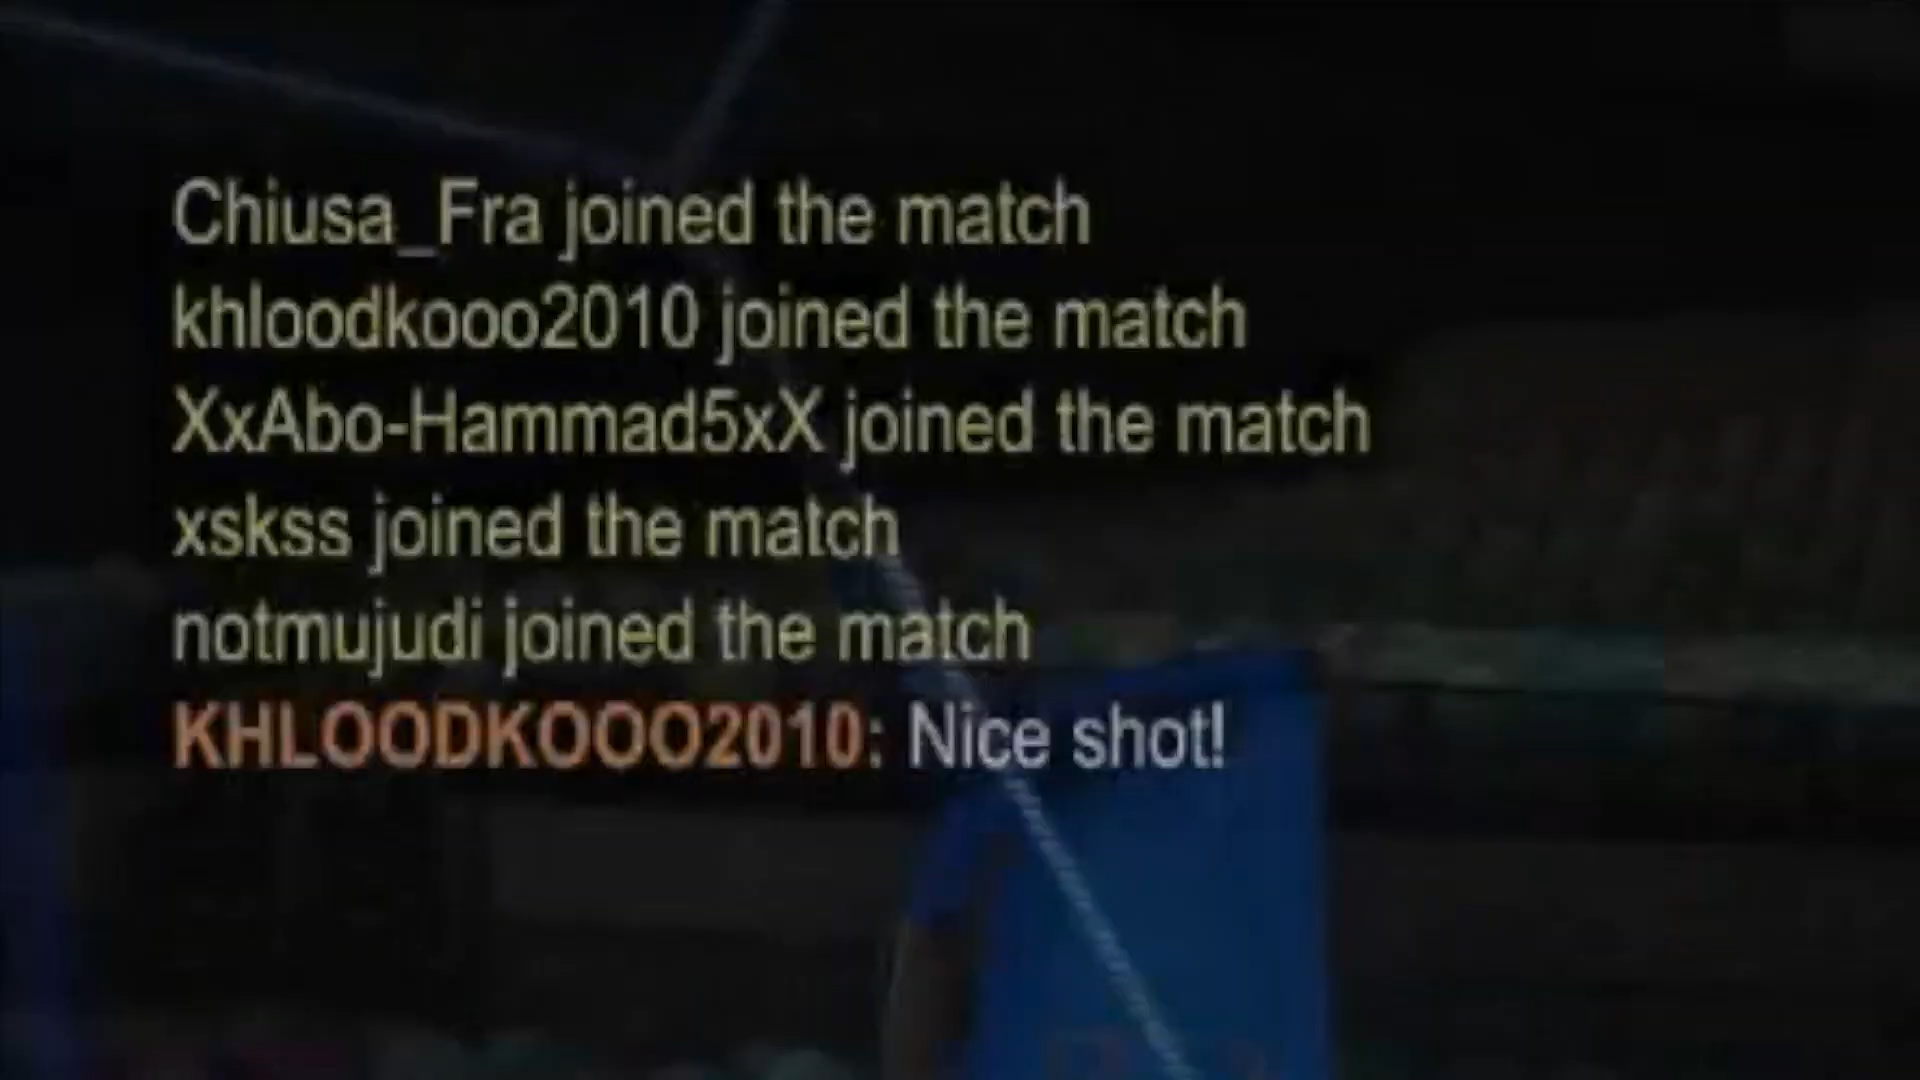 Chiusa_Fra joined the match
khloodkooo2010 joined the match
XxAbo-Hammad5xX joined the match
xskss joined the match
notmujudi joined the match
KHLOODKOOO2010: Nice shot!